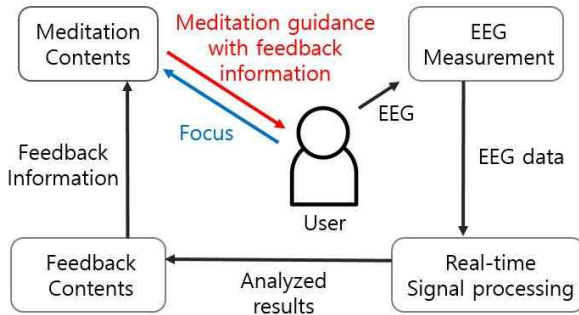 Meditation
Contents
Meditation guidance
with feedback
information
EEG
Measurement
Focus
EEG
Feedback
Information
EEG data
User
Feedback
Contents
Analyzed
results
Real-time
Signal processing